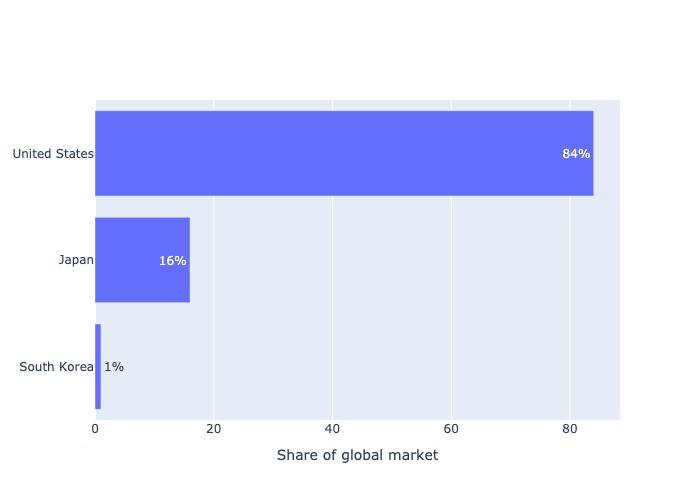 United States 84%
Japan 16%
South Korea 1%
0 20 40 60 80
Share of global market